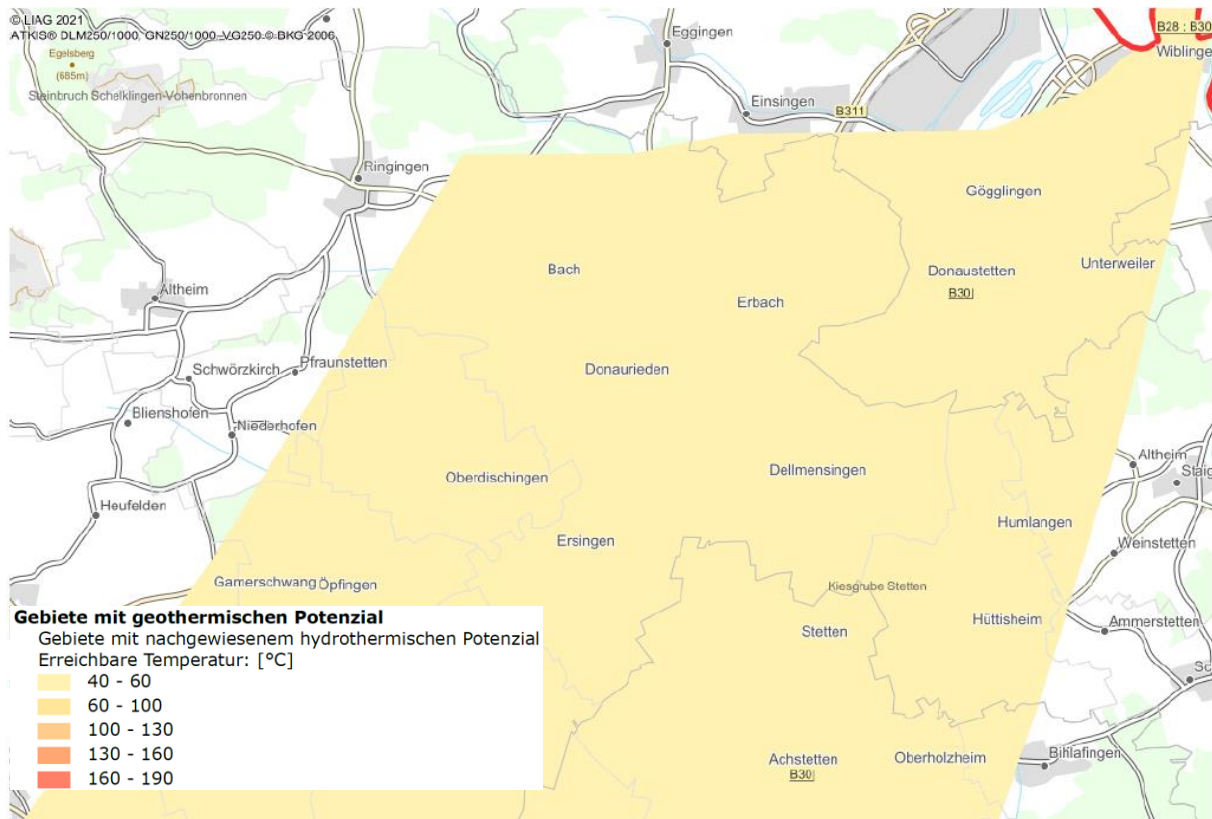 © LIAG 2021
ATKIS® DLM250/1000, GN250/1000, VG250 © BKG 2006
B28 : B30
Wiblinge
Eggingen
Egelsberg
(685m)
Steinbruch Schelklingen-Vohenbronnen
Einsingen
B311
Ringingen
Gögglingen
Bach
Donaustetten
Unterweiler
B30
Altheim
Erbach
Schwörzkirch
Pfraunstetten
Donaurieden
Blienshofen
Niederhofen
Oberdischingen
Dellmensingen
Altheim
Staig
Heufelden
Humlangen
Ersingen
Weinstetten
Gamerschwang
Öpfingen
Kiesgrube Stetten
Stetten
Hüttisheim
Ammerstetten
Sc
Achstetten
B30
Oberholzheim
Bihlafingen
Gebiete mit geothermischen Potenzial
Gebiete mit nachgewiesenem hydrothermischen Potenzial
Erreichbare Temperatur: [°C]
40 - 60
60 - 100
100 - 130
130 - 160
160 - 190